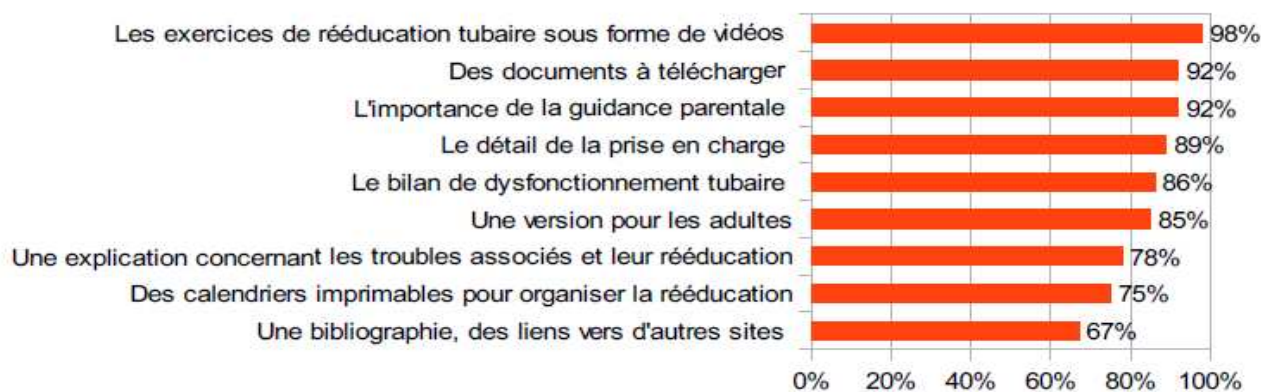 Les exercices de rééducation tubaire sous forme de vidéos 98%
Des documents à télécharger 92%
L'importance de la guidance parentale 92%
Le détail de la prise en charge 89%
Le bilan de dysfonctionnement tubaire 86%
Une version pour les adultes 85%
Une explication concernant les troubles associés et leur rééducation 78%
Des calendriers imprimables pour organiser la rééducation 75%
Une bibliographie, des liens vers d'autres sites 67%
0% 20% 40% 60% 80% 100%